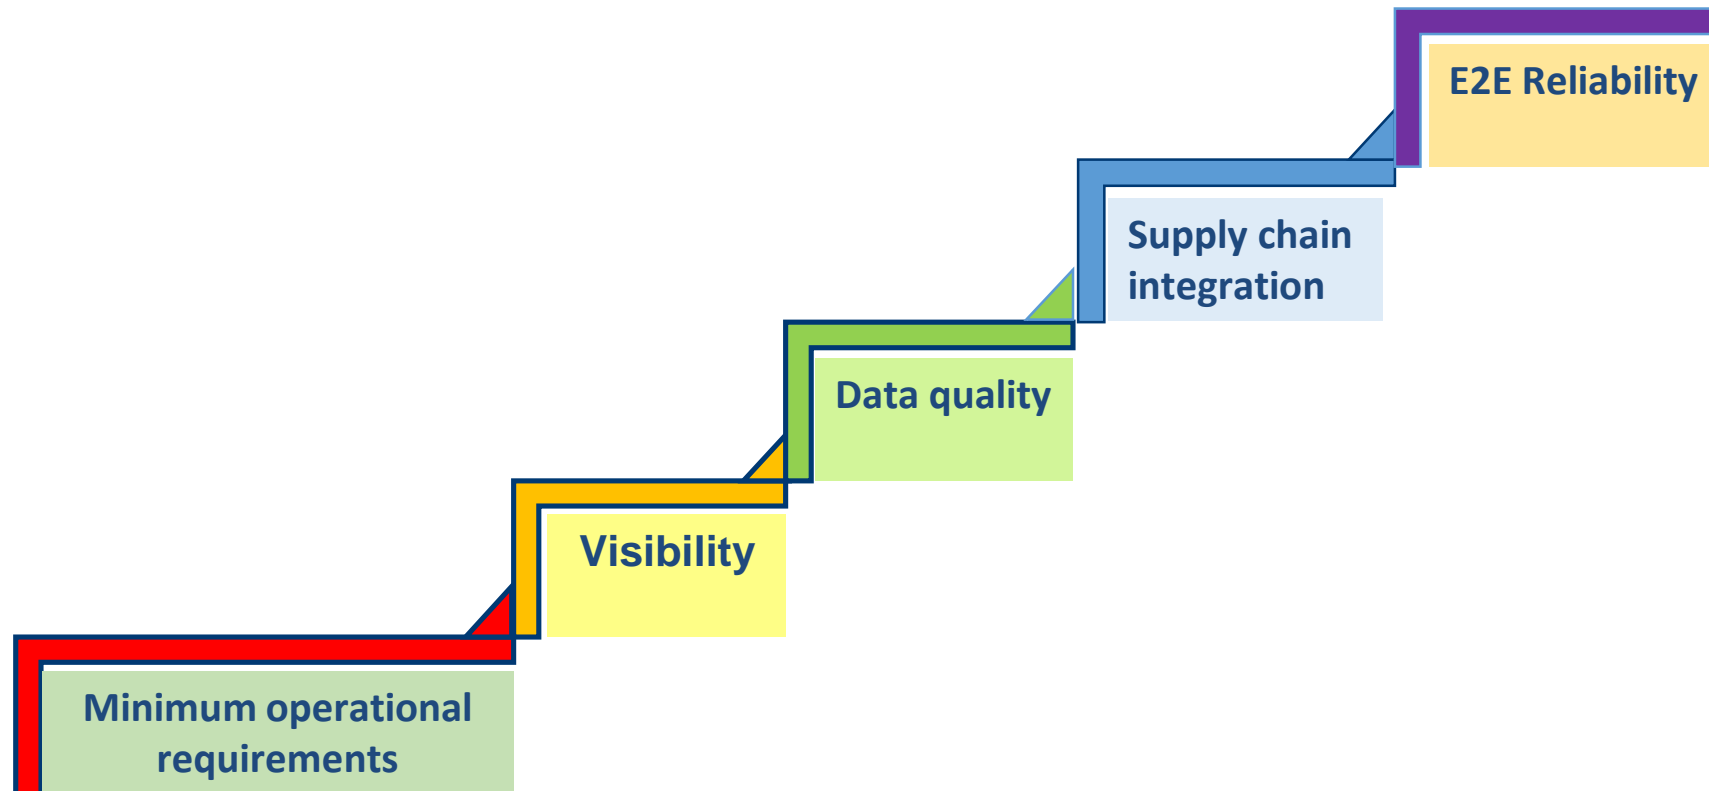 E2E Reliability
Supply chain
integration
Data quality
Visibility
Minimum operational
requirements